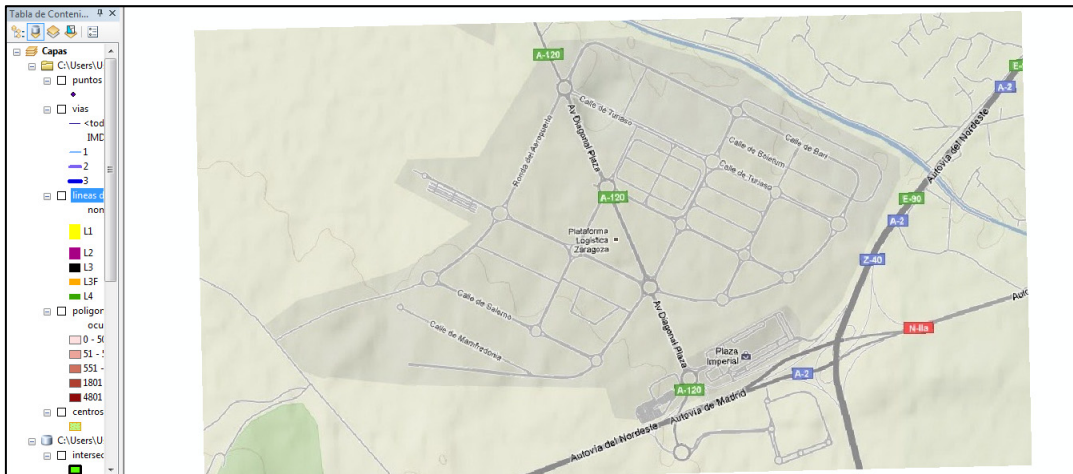 Tabla de Conteni...
Capas
C:\Users\U
puntos
vias
<tod
IMD
1
2
3
lineas d
L1
L2
L3
L3F
L4
poligon
ocu
51 - 5
551 -
1801
4801
centros
C:\Users\U
intersec
A-120
Calle de Turiaso
Av Diagonal Plaza
Ronda del Aeropuerto
Calle de Bari
Calle de Boletum
Calle de Turiaso
A-120
Plataforma
Logística
Zaragoza
Calle de Salerno
Calle de Manfredonia
Av Diagonal Plaza
Plaza
Imperial
A-120
Autovía del Nordeste
Autovía de Madrid
A-2
N-IIa
Z-40
A-2
E-90
Autovía del Nordeste
A-2